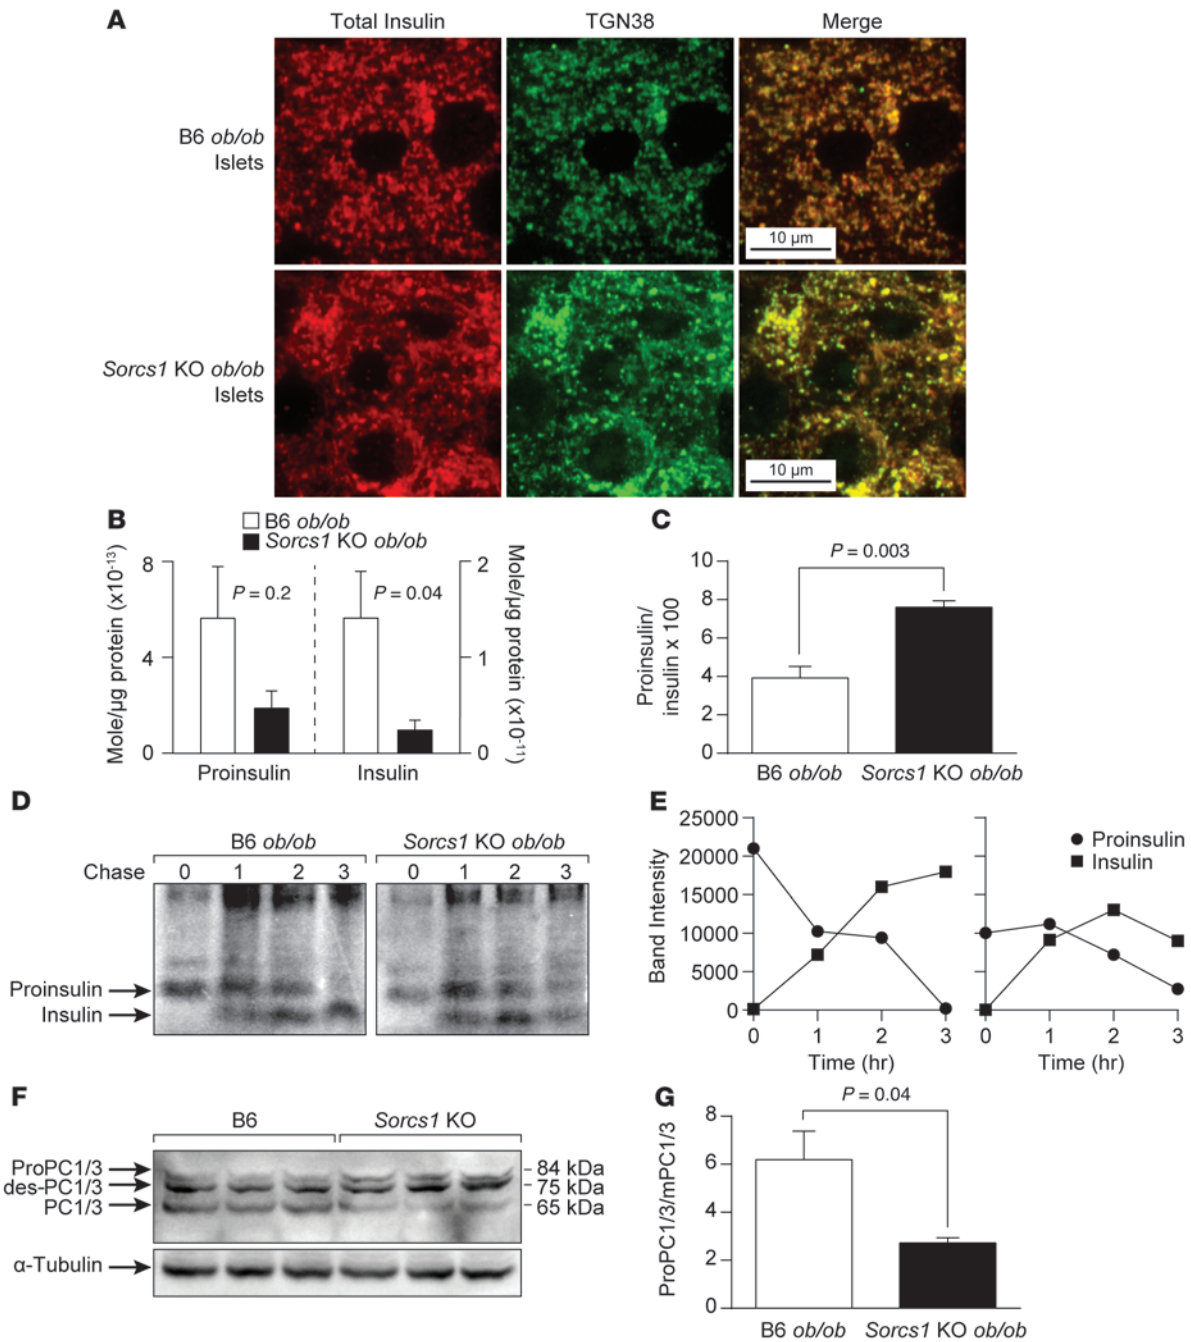 A
Total Insulin TGN38 Merge
B6 ob/ob
Islets
10 µm
Sorcs1 KO ob/ob
Islets
10 µm
B
B6 ob/ob
Sorcs1 KO ob/ob
Mole/µg protein (x10-13)
8
4
0
P = 0.2
P = 0.04
2
1
0
Mole/µg protein (x10-11)
Proinsulin Insulin
C
P = 0.003
Proinsulin/
insulin x 100
10
8
6
4
2
0
B6 ob/ob Sorcs1 KO ob/ob
D
B6 ob/ob Sorcs1 KO ob/ob
Chase 0 1 2 3 0 1 2 3
Proinsulin
Insulin
E
Band Intensity
25000
20000
15000
10000
5000
0
Proinsulin
Insulin
0 1 2 3 0 1 2 3
Time (hr) Time (hr)
F
B6 Sorcs1 KO
ProPC1/3 84 kDa
des-PC1/3 75 kDa
PC1/3 65 kDa
α-Tubulin
G
P = 0.04
ProPC1/3/mPC1/3
8
6
4
2
0
B6 ob/ob Sorcs1 KO ob/ob